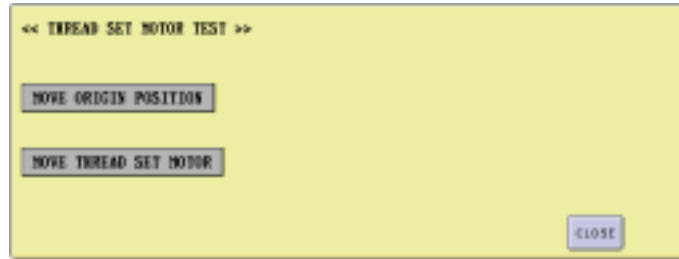 << THREAD SET MOTOR TEST >>
MOVE ORIGIN POSITION
MOVE THREAD SET MOTOR
CLOSE